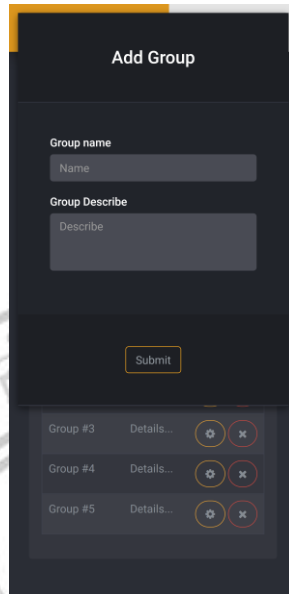 Add Group
Group name
Name
Group Describe
Describe
Submit
Group #3 Details...
Group #4 Details...
Group #5 Details...